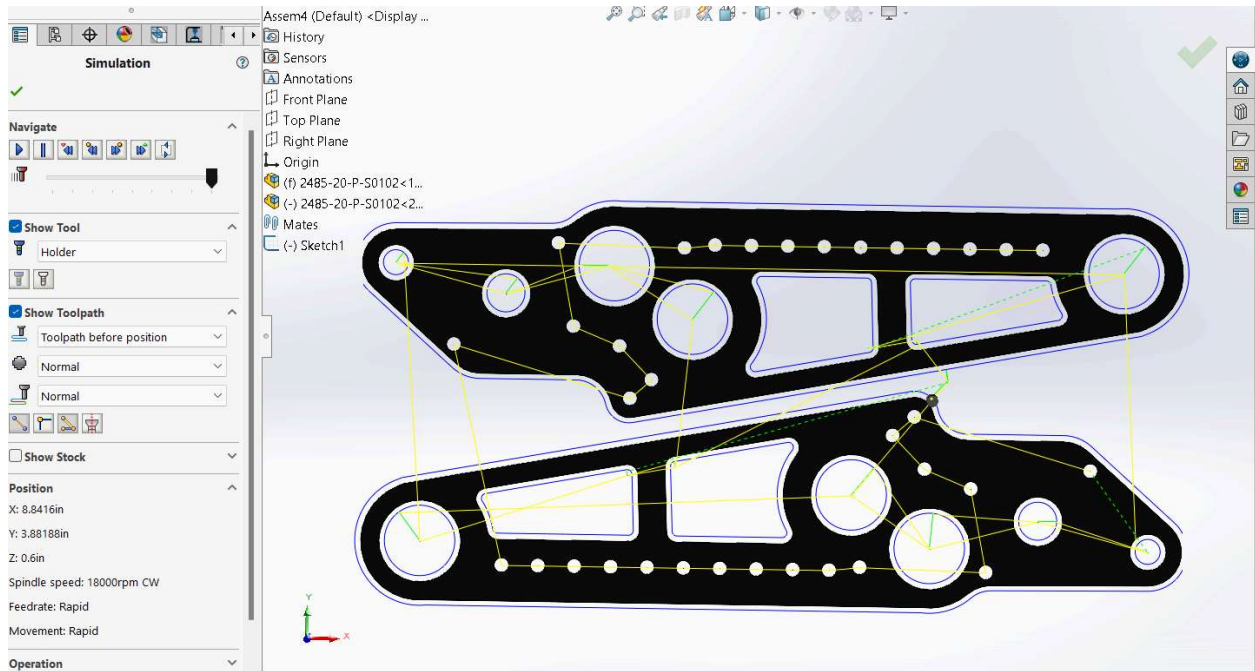 Simulation
Navigate
Show Tool
Holder
Show Toolpath
Toolpath before position
Normal
Normal
Show Stock
Position
X: 8.8416in
Y: 3.88188in
Z: 0.6in
Spindle speed: 18000rpm CW
Feedrate: Rapid
Movement: Rapid
Operation
Assem4 (Default) <Display ...
History
Sensors
A Annotations
Front Plane
Top Plane
Right Plane
Origin
(f) 2485-20-P-S0102<1...
(-) 2485-20-P-S0102<2...
Mates
(-) Sketch1
Y
X